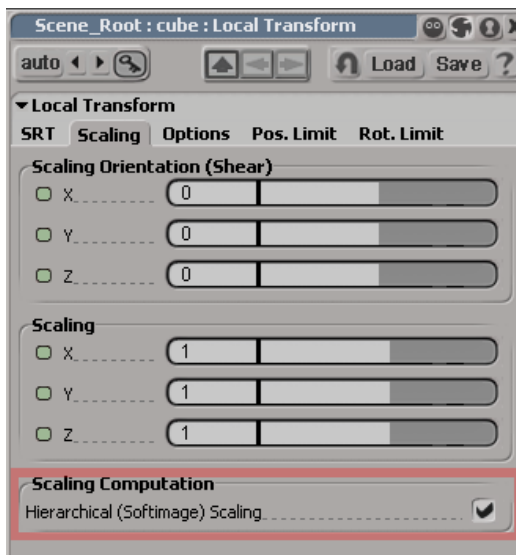 Scene_Root : cube : Local Transform
auto Load Save ?
Local Transform
SRT Scaling Options Pos. Limit Rot. Limit
Scaling Orientation (Shear)
X 0
Y 0
Z 0
Scaling
X 1
Y 1
Z 1
Scaling Computation
Hierarchical (Softimage) Scaling